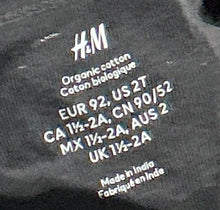 H&M
Organic cotton
Coton biologique
EUR 92, US 2T
CA 1½-2A, CN 90/52
MX 1½-2A, AUS 2
UK 1½-2A
Made in India
Fabriqué en Inde